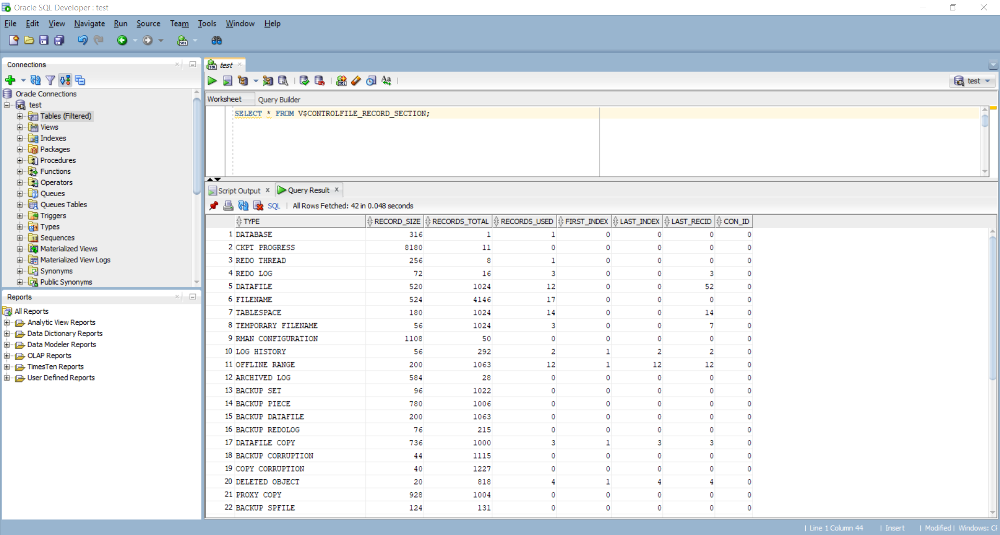 Oracle SQL Developer : test
File Edit View Navigate Run Source Team Tools Window Help
Connections
Oracle Connections
test
Tables (Filtered)
Views
Indexes
Packages
Procedures
Functions
Operators
Queues
Queues Tables
Triggers
Types
Sequences
Materialized Views
Materialized View Logs
Synonyms
Public Synonyms
Reports
All Reports
Analytic View Reports
Data Dictionary Reports
Data Modeler Reports
OLAP Reports
TimesTen Reports
User Defined Reports
test
test
Worksheet Query Builder
SELECT * FROM V$CONTROLFILE_RECORD_SECTION;
Script Output x Query Result x
SQL | All Rows Fetched: 42 in 0.048 seconds
TYPE RECORD_SIZE RECORDS_TOTAL RECORDS_USED FIRST_INDEX LAST_INDEX LAST_RECID CON_ID
1 DATABASE 316 1 1 0 0 0 0
2 CKPT PROGRESS 8180 11 0 0 0 0 0
3 REDO THREAD 256 8 1 0 0 0 0
4 REDO LOG 72 16 3 0 0 3 0
5 DATAFILE 520 1024 12 0 0 52 0
6 FILENAME 524 4146 17 0 0 0 0
7 TABLESPACE 180 1024 14 0 0 14 0
8 TEMPORARY FILENAME 56 1024 3 0 0 7 0
9 RMAN CONFIGURATION 1108 50 0 0 0 0 0
10 LOG HISTORY 56 292 2 1 2 2 0
11 OFFLINE RANGE 200 1063 12 1 12 12 0
12 ARCHIVED LOG 584 28 0 0 0 0 0
13 BACKUP SET 96 1022 0 0 0 0 0
14 BACKUP PIECE 780 1006 0 0 0 0 0
15 BACKUP DATAFILE 200 1063 0 0 0 0 0
16 BACKUP REDOLOG 76 215 0 0 0 0 0
17 DATAFILE COPY 736 1000 3 1 3 3 0
18 BACKUP CORRUPTION 44 1115 0 0 0 0 0
19 COPY CORRUPTION 40 1227 0 0 0 0 0
20 DELETED OBJECT 20 818 4 1 4 4 0
21 PROXY COPY 928 1004 0 0 0 0 0
22 BACKUP SPFILE 124 131 0 0 0 0 0
| Line 1 Column 44 | Insert | Modified | Windows: